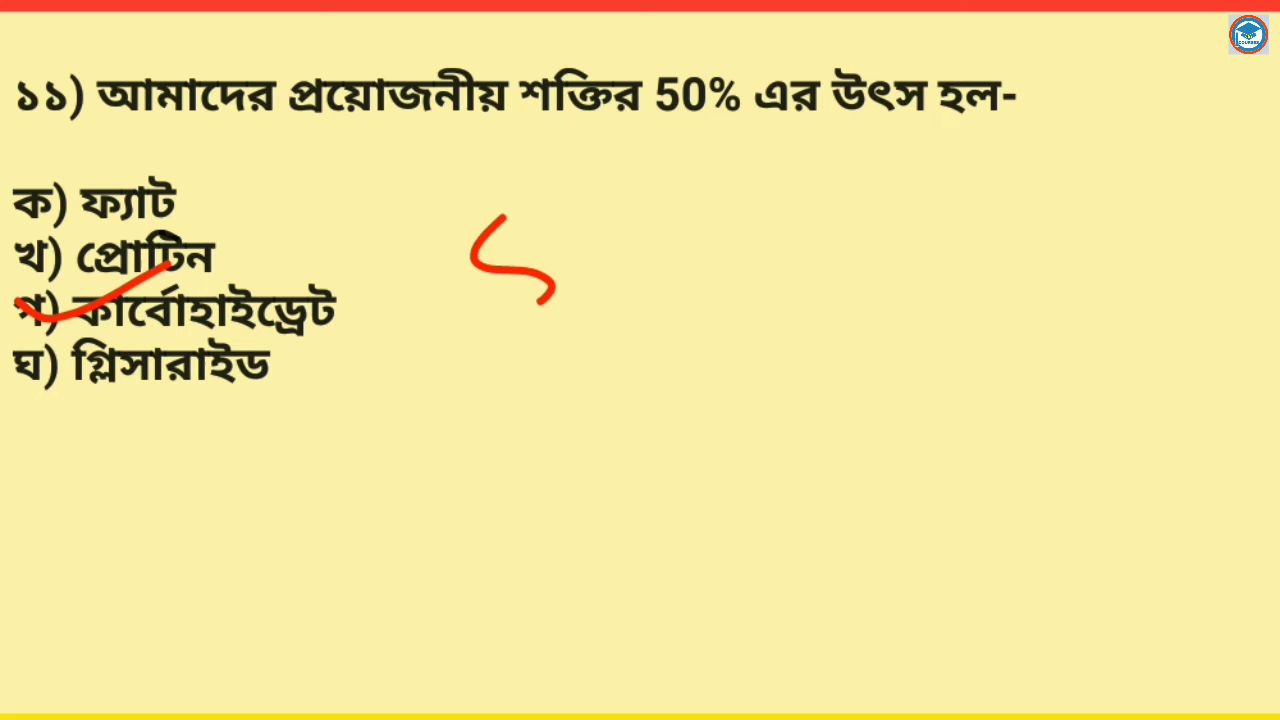 ১১) আমাদের প্রয়োজনীয় শক্তির 50% এর উৎস হল-
ক) ফ্যাট
খ) প্রোটিন
গ) কার্বোহাইড্রেট
ঘ) গ্লিসারাইড